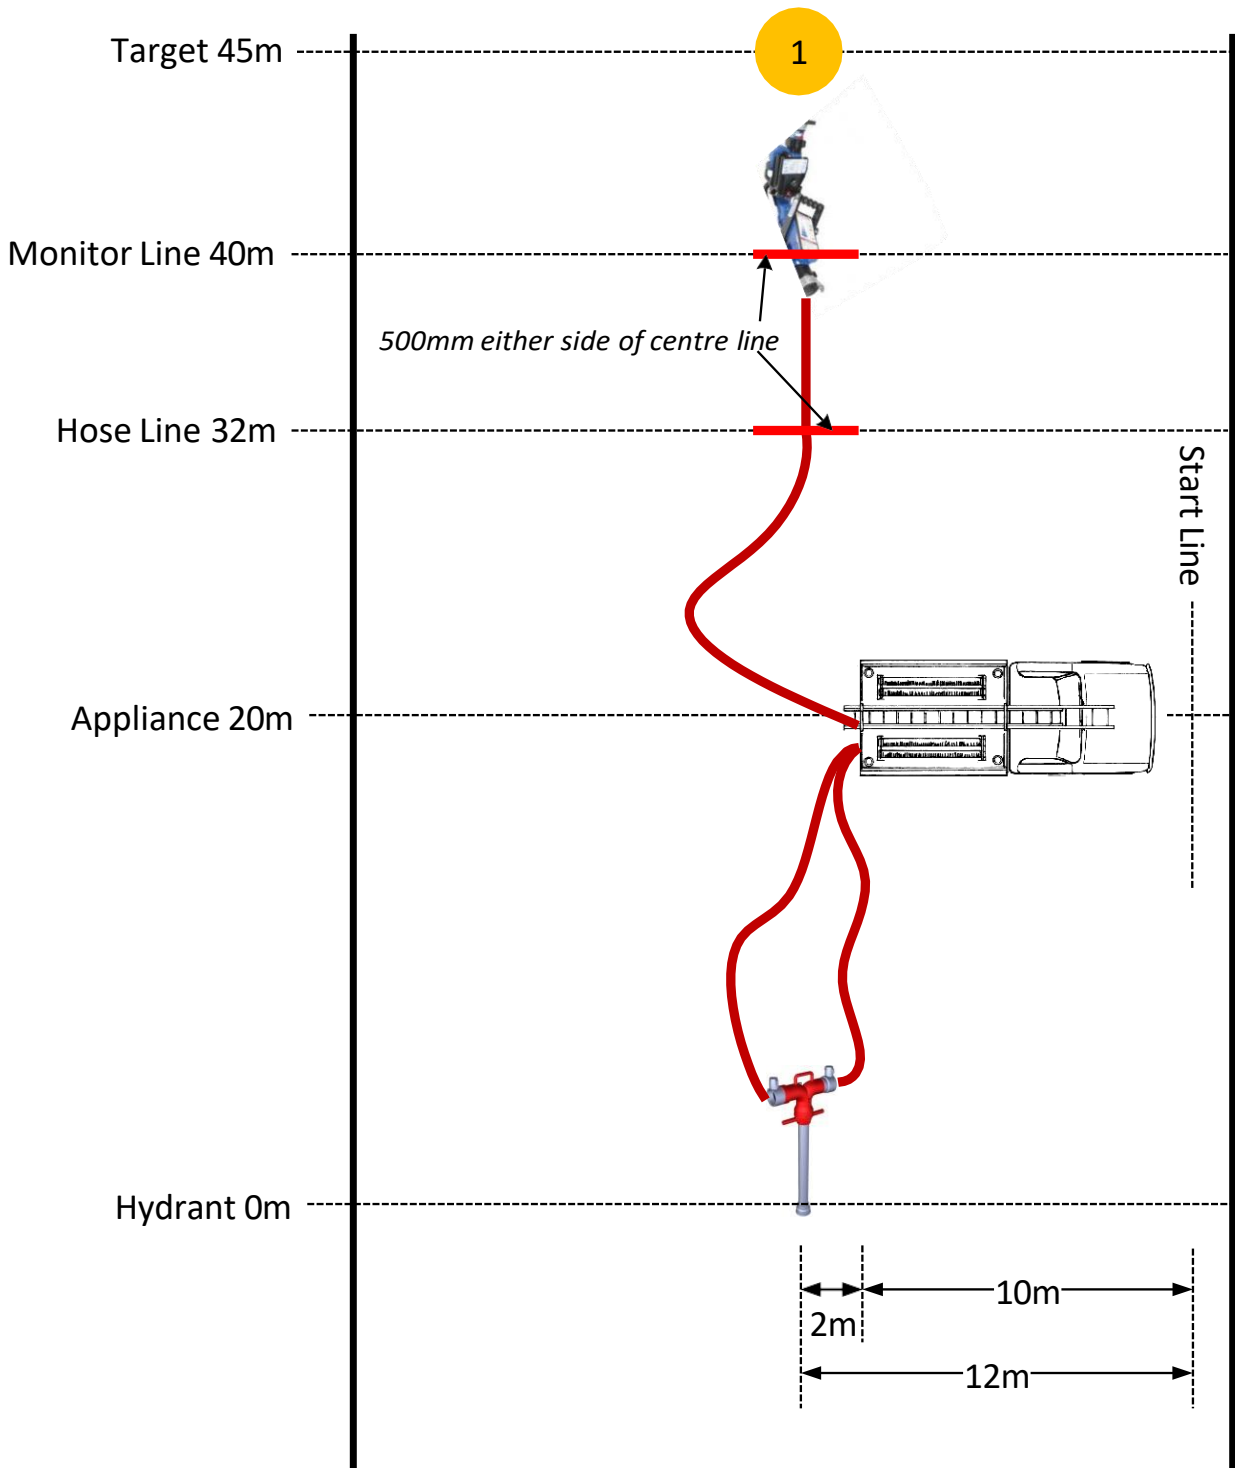 Target 45m
1
Monitor Line 40m
500mm either side of centre line
Hose Line 32m
Start Line
Appliance 20m
Hydrant 0m
10m
2m
12m